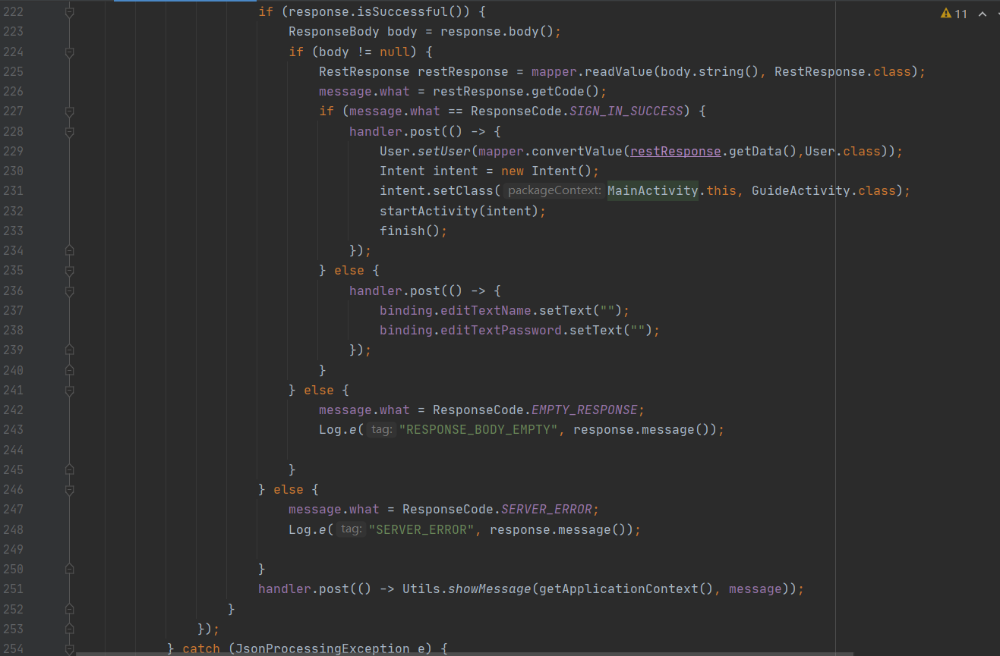 222 if (response.isSuccessful()) { 11
223 ResponseBody body = response.body();
224 if (body != null) {
225 RestResponse restResponse = mapper.readValue(body.string(), RestResponse.class);
226 message.what = restResponse.getCode();
227 if (message.what == ResponseCode.SIGN_IN_SUCCESS) {
228 handler.post(() -> {
229 User.setUser(mapper.convertValue(restResponse.getData(),User.class));
230 Intent intent = new Intent();
231 intent.setClass( packageContext: MainActivity.this, GuideActivity.class);
232 startActivity(intent);
233 finish();
234 });
235 } else {
236 handler.post(() -> {
237 binding.editTextName.setText("");
238 binding.editTextPassword.setText("");
239 });
240 }
241 } else {
242 message.what = ResponseCode.EMPTY_RESPONSE;
243 Log.e( tag: "RESPONSE_BODY_EMPTY", response.message());
244
245 }
246 } else {
247 message.what = ResponseCode.SERVER_ERROR;
248 Log.e( tag: "SERVER_ERROR", response.message());
249
250 }
251 handler.post(() -> Utils.showMessage(getApplicationContext(), message));
252 }
253 });
254 } catch (JsonProcessingException e) {